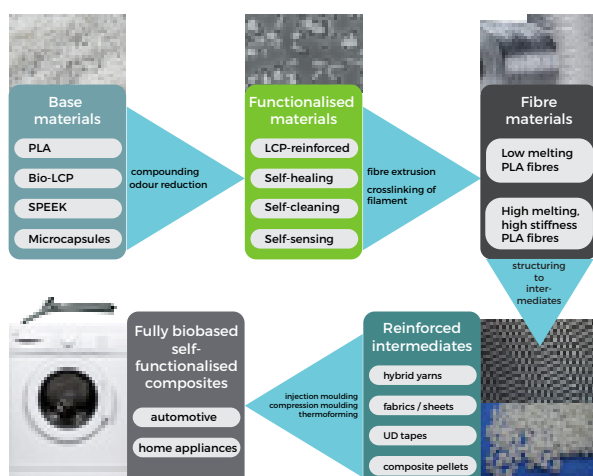 Base
materials
PLA
Bio-LCP
SPEEK
Microcapsules
compounding
odour reduction
Functionalised
materials
LCP-reinforced
Self-healing
Self-cleaning
Self-sensing
fibre extrusion
crosslinking of
filament
Fibre
materials
Low melting
PLA fibres
High melting,
high stiffness
PLA fibres
structuring
to
inter-
mediates
Reinforced
intermediates
hybrid yarns
fabrics / sheets
UD tapes
composite pellets
injection moulding
compression moulding
thermoforming
Fully biobased
self-
functionalised
composites
automotive
home appliances